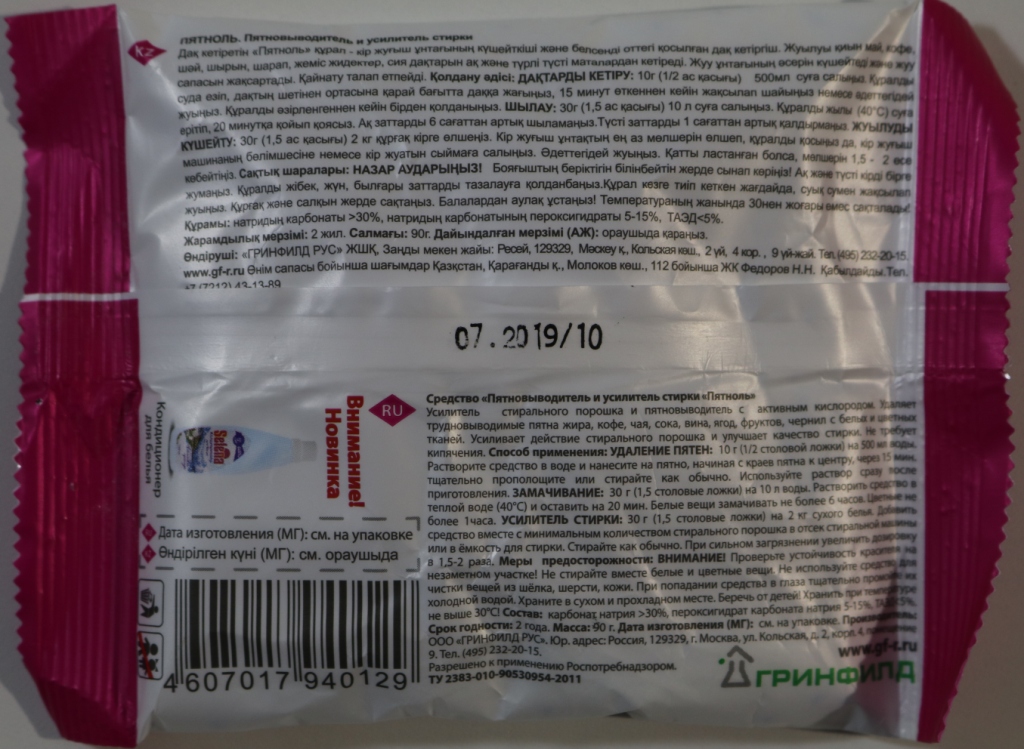 KZ
ПЯТНОЛЬ. Пятновыводитель и усилитель стирки
Дақ кетіретін «Пятноль» құрал - кір жуғыш ұнтағының күшейткіші және белсенді оттегі қосылған дақ кетіргіш. Жуылуы қиын май, кофе,
шәй, шырын, шарап, жеміс жидектер, сия дақтарын ақ және түрлі түсті маталардан кетіреді. Жуу ұнтағының әсерін күшейтеді және жуу
сапасын жақсартады. Қайнату талап етпейді. Қолдану әдісі: ДАҚТАРДЫ КЕТІРУ: 10г (1/2 ас қасығы) 500мл суға салыңыз. Құралды
суда езіп, дақтың шетінен ортасына қарай бағытта даққа жағыңыз, 15 минут өткеннен кейін жақсылап шайыңыз немесе әдеттегідей
жуыңыз. Құралды әзірленгеннен кейін бірден қолданыңыз. ШЫЛАУ: 30г (1,5 ас қасығы) 10 л суға салыңыз. Құралды жылы (40°С) суға
ерітіп, 20 минутқа қойып қоясыз. Ақ заттарды 6 сағаттан артық шыламаңыз.Түсті заттарды 1 сағаттан артық қалдырмаңыз. ЖУЫЛУДЫ
КҮШЕЙТУ: 30г (1,5 ас қасығы) 2 кг құрғақ кірге өлшеңіз. Кір жуғыш ұнтақтың ең аз мөлшерін өлшеп, құралды қосыңыз да, кір жуғыш
машинаның бөлімшесіне немесе кір жуатын сыймаға салыңыз. Әдеттегідей жуыңыз. Қатты ластанған болса, мөлшерін 1,5 - 2 есе
көбейтіңіз. Сақтық шаралары: НАЗАР АУДАРЫҢЫЗ! Бояғыштың беріктігін білінбейтін жерде сынап көріңіз! Ақ және түсті кірді бірге
жумаңыз. Құралды жібек, жүн, былғары заттарды тазалауға қолданбаңыз.Құрал көзге тиіп кеткен жағдайда, суық сумен жақсылап
жуыңыз. Құрғақ және салқын жерде сақтаңыз. Балалардан аулақ ұстаңыз! Температураның жанында 30нен жоғары емес сақталады.
Құрамы: натридың карбонаты >30%, натридың карбонатының пероксигидраты 5-15%, ТАЭД<5%.
Жарамдылық мерзімі: 2 жил. Салмағы: 90г. Дайындалған мерзімі (АЖ): ораушыда қараңыз.
Өндіруші: «ГРИНФИЛД РУС» ЖШҚ, Заңды мекен жайы: Ресей, 129329, Мәскеу қ., Кольская көш., 2 үй, 4 кор., 9 үй-жай. Тел. (495) 232-20-15.
www.gf-r.ru Өнім сапасы бойынша шағымдар Қазқстан, Қарағанды қ., Молоков көш., 112 бойынша ЖК Федоров Н.Н. Қабылдайды.Тел.
+7 (7212) 43-13-89
07.2019/10
Кондиционер
для белья
Selena
Внимание!
Новинка
Дата изготовления (МГ): см. на упаковке
Өндірілген күні (МГ): см. ораушыда
4 607017 940129
RU
Средство «Пятновыводитель и усилитель стирки «Пятноль»
Усилитель стирального порошка и пятновыводитель с активным кислородом. Удаляет
трудновыводимые пятна жира, кофе, чая, сока, вина, ягод, фруктов, чернил с белых и цветных
тканей. Усиливает действие стирального порошка и улучшает качество стирки. Не требует
кипячения. Способ применения: УДАЛЕНИЕ ПЯТЕН: 10 г (1/2 столовой ложки) на 500 мл воды.
Растворите средство в воде и нанесите на пятно, начиная с краев пятна к центру, через 15 мин.
тщательно прополощите или стирайте как обычно. Используйте раствор сразу после
приготовления. ЗАМАЧИВАНИЕ: 30 г (1,5 столовые ложки) на 10 л воды. Растворить средство в
теплой воде (40°С) и оставить на 20 мин. Белые вещи замачивать не более 6 часов. Цветные не
более 1часа. УСИЛИТЕЛЬ СТИРКИ: 30 г (1,5 столовые ложки) на 2 кг сухого белья. Добавить
средство вместе с минимальным количеством стирального порошка в отсек стиральной машины
или в ёмкость для стирки. Стирайте как обычно. При сильном загрязнении увеличить дозировку
в 1,5-2 раза. Меры предосторожности: ВНИМАНИЕ! Проверьте устойчивость красителя на
незаметном участке! Не стирайте вместе белые и цветные вещи. Не используйте средство для
чистки вещей из шёлка, шерсти, кожи. При попадании средства в глаза тщательно промойте их
холодной водой. Храните в сухом и прохладном месте. Беречь от детей! Хранить при температуре
не выше 30°С! Состав: карбонат натрия >30%, пероксигидрат карбоната натрия 5-15%, ТАЭД<5%.
Срок годности: 2 года. Масса: 90 г. Дата изготовления (МГ): см. на упаковке. Производитель:
ООО «ГРИНФИЛД РУС». Юр. адрес: Россия, 129329, г. Москва, ул. Кольская, д. 2, корп. 4,
9. Тел. (495) 232-20-15.
www.gf-r.ru
Разрешено к применению Роспотребнадзором.
ТУ 2383-010-90530954-2011
ГРИНФИЛД